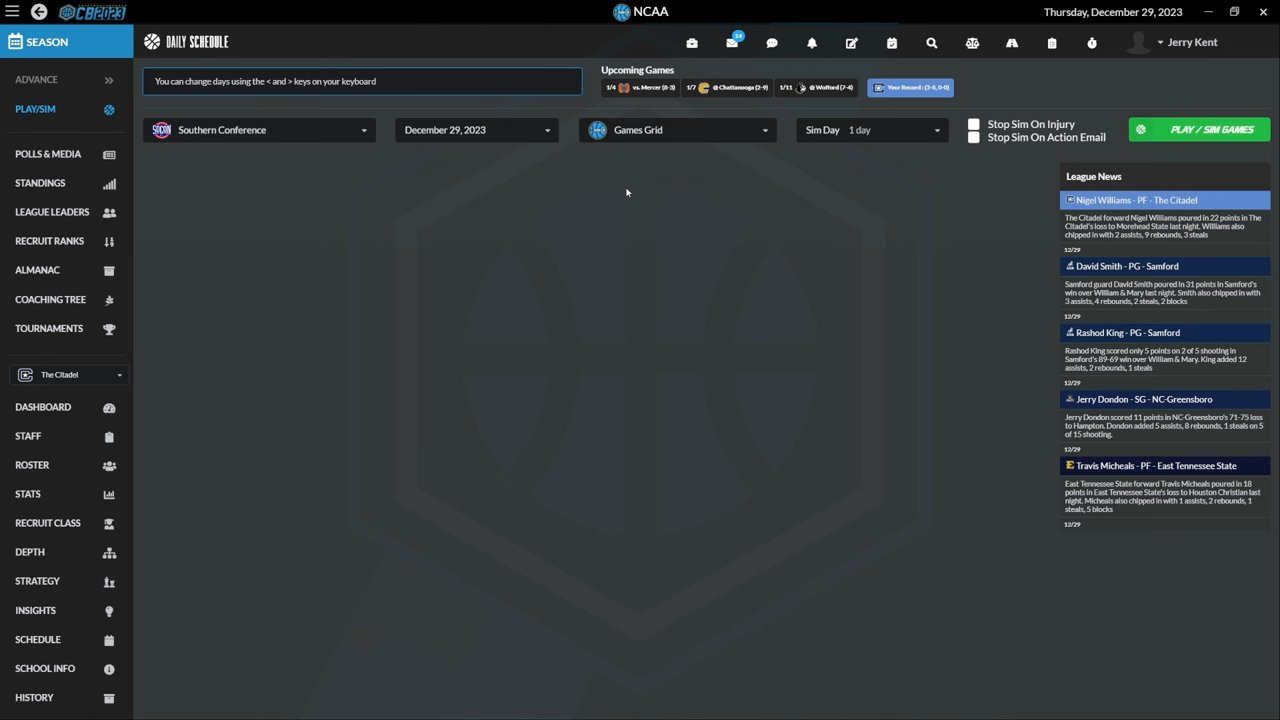 CB2023
NCAA
Thursday, December 29, 2023
SEASON
DAILY SCHEDULE
14
Jerry Kent
ADVANCE
PLAY/SIM
POLLS & MEDIA
STANDINGS
LEAGUE LEADERS
RECRUIT RANKS
ALMANAC
COACHING TREE
TOURNAMENTS
The Citadel
DASHBOARD
STAFF
ROSTER
STATS
RECRUIT CLASS
DEPTH
STRATEGY
INSIGHTS
SCHEDULE
SCHOOL INFO
HISTORY
You can change days using the < and > keys on your keyboard
Upcoming Games
1/4 vs. Mercer (8-3)
1/7 @ Chattanooga (2-9)
1/11 @ Wofford (7-4)
Your Record : (3-8, 0-0)
SOCON
Southern Conference
December 29, 2023
Games Grid
Sim Day 1 day
Stop Sim On Injury
Stop Sim On Action Email
PLAY / SIM GAMES
League News
Nigel Williams - PF - The Citadel
The Citadel forward Nigel Williams poured in 22 points in The
Citadel's loss to Morehead State last night. Williams also
chipped in with 2 assists, 9 rebounds, 3 steals
12/29
David Smith - PG - Samford
Samford guard David Smith poured in 31 points in Samford's
win over William & Mary last night. Smith also chipped in with
3 assists, 4 rebounds, 2 steals, 2 blocks
12/29
Rashod King - PG - Samford
Rashod King scored only 5 points on 2 of 5 shooting in
Samford's 89-69 win over William & Mary. King added 12
assists, 2 rebounds, 1 steals
12/29
Jerry Dondon - SG - NC-Greensboro
Jerry Dondon scored 11 points in NC-Greensboro's 71-75 loss
to Hampton. Dondon added 5 assists, 8 rebounds, 1 steals on 5
of 15 shooting.
12/29
Travis Micheals - PF - East Tennessee State
East Tennessee State forward Travis Micheals poured in 18
points in East Tennessee State's loss to Houston Christian last
night. Micheals also chipped in with 1 assists, 2 rebounds, 1
steals, 5 blocks
12/29